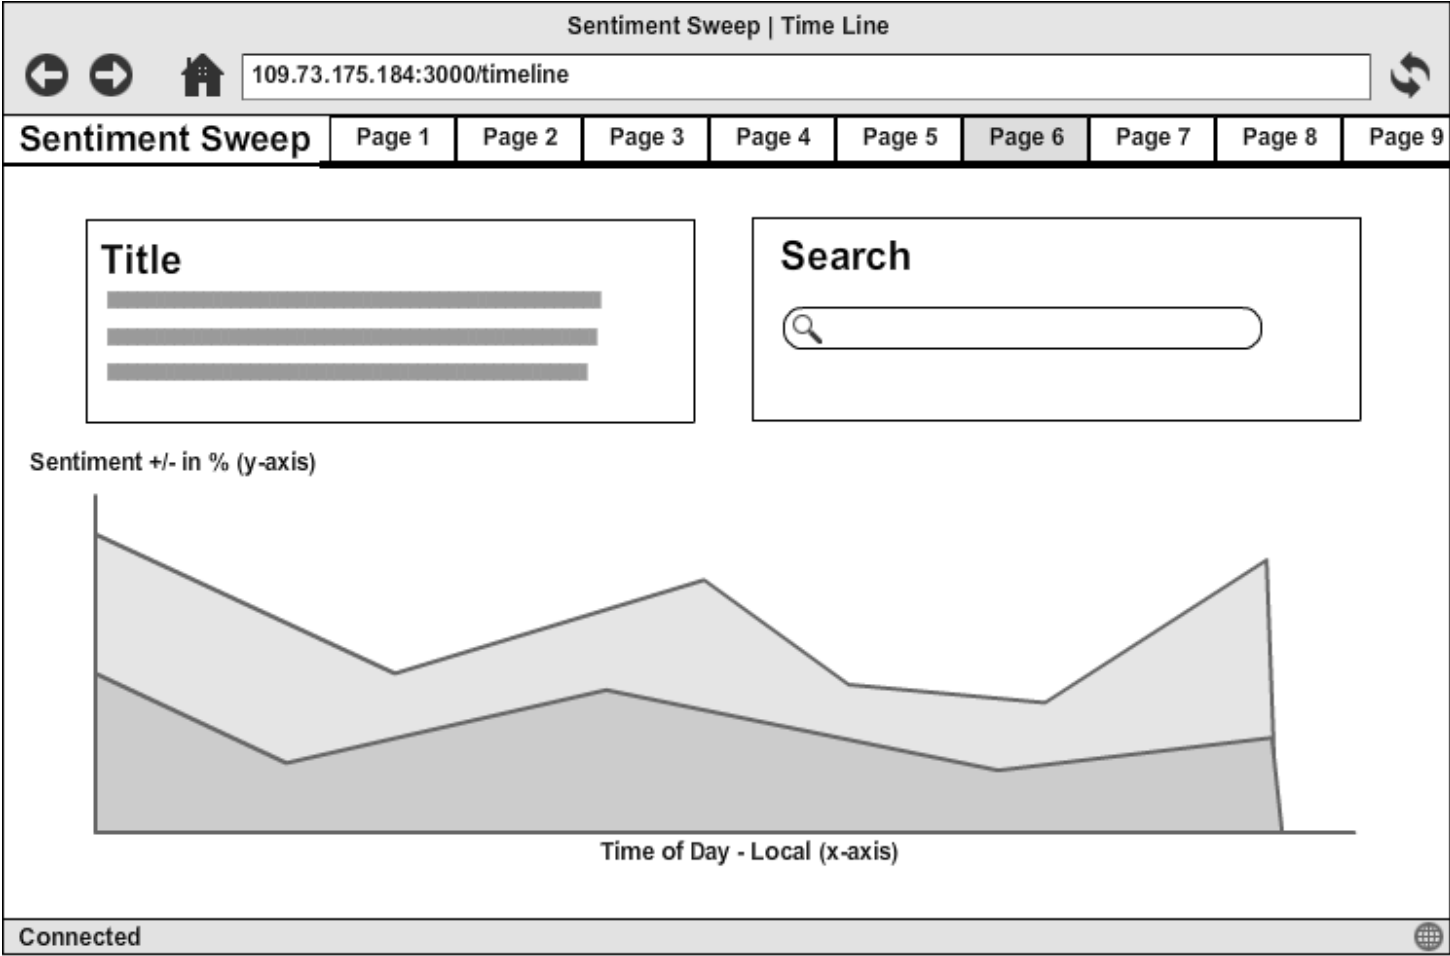 Sentiment Sweep | Time Line
109.73.175.184:3000/timeline
Sentiment Sweep Page 1 Page 2 Page 3 Page 4 Page 5 Page 6 Page 7 Page 8 Page 9
Title
Search
Sentiment +/- in % (y-axis)
Time of Day - Local (x-axis)
Connected